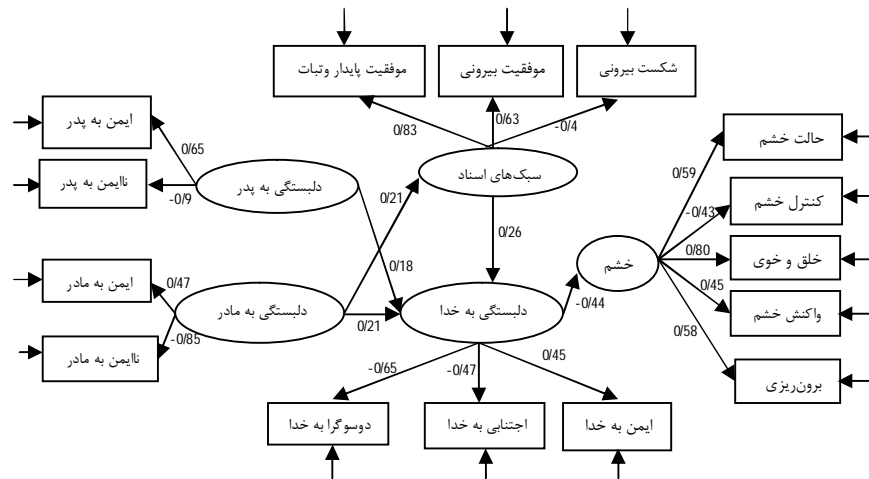 موفقیت پایدار وتبات
موفقیت بیرونی
شکست بیرونی
0/83
0/63
-0/4
ایمن به پدر
0/65
ناایمن به پدر
-0/9
دلبستگی به پدر
سبک‌های اسناد
0/21
0/26
0/18
حالت خشم
0/59
کنترل خشم
-0/43
خلق و خوی
0/80
خشم
واکنش خشم
0/45
برون‌ریزی
0/58
ایمن به مادر
0/47
ناایمن به مادر
-0/85
دلبستگی به مادر
0/21
دلبستگی به خدا
-0/44
-0/65
-0/47
0/45
دوسوگرا به خدا
اجتنابی به خدا
ایمن به خدا